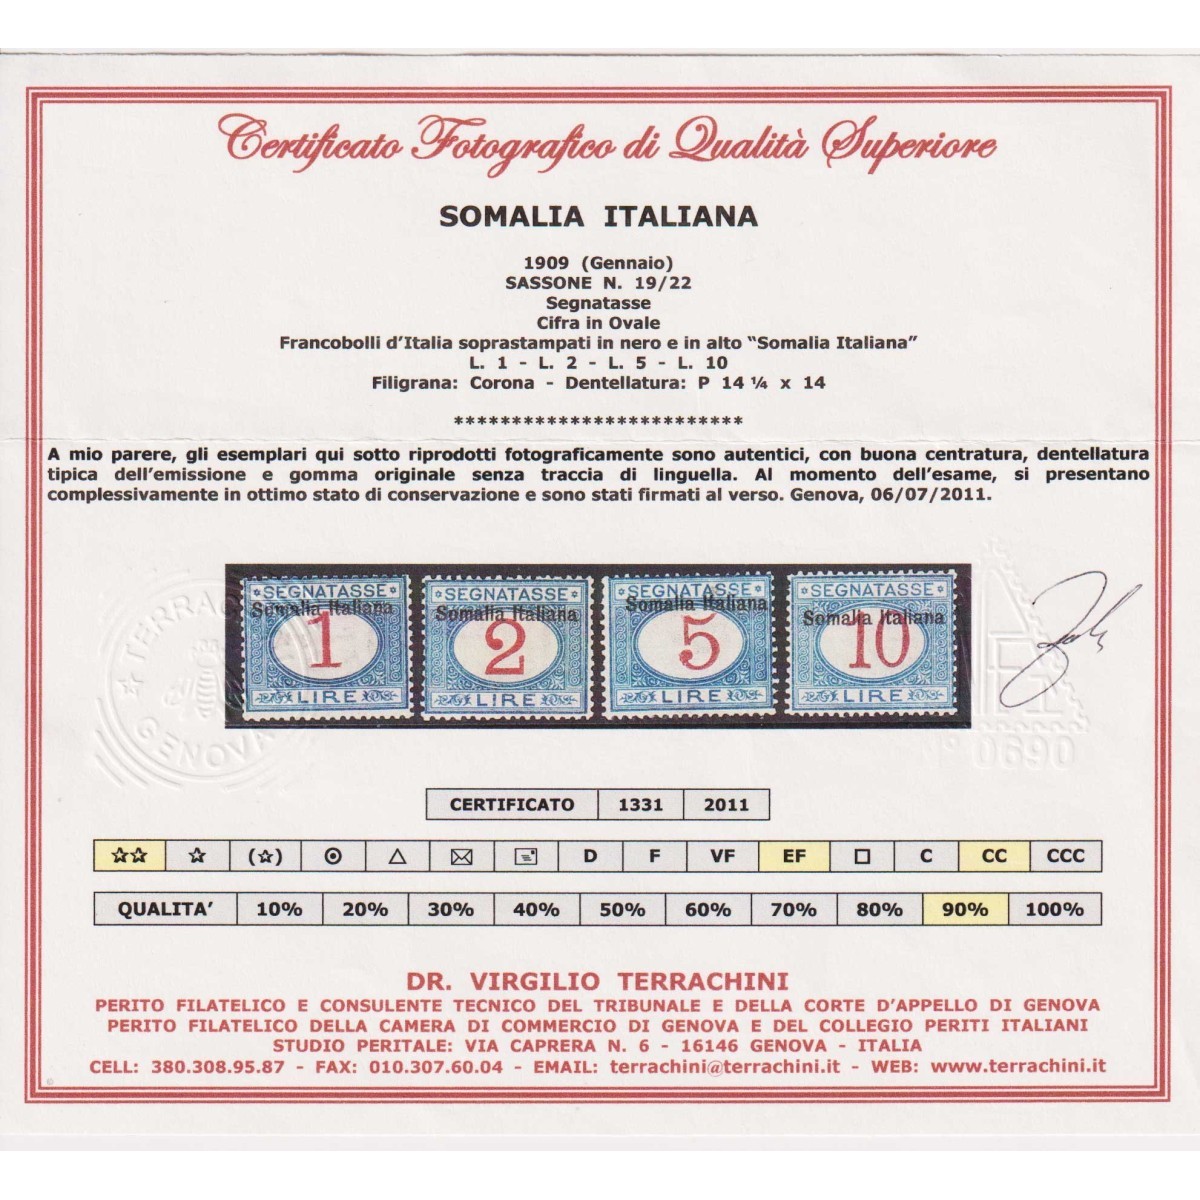 Certificato Fotografico di Qualità Superiore
SOMALIA ITALIANA
1909 (Gennaio)
SASSONE N. 19/22
Segnatasse
Cifra in Ovale
Francobolli d'Italia soprastampati in nero e in alto "Somalia Italiana"
L. 1 - L. 2 - L. 5 - L. 10
Filigrana: Corona - Dentellatura: P 14 ¼ x 14
*************************
A mio parere, gli esemplari qui sotto riprodotti fotograficamente sono autentici, con buona centratura, dentellatura
tipica dell'emissione e gomma originale senza traccia di linguella. Al momento dell'esame, si presentano
complessivamente in ottimo stato di conservazione e sono stati firmati al verso. Genova, 06/07/2011.
SEGNATASSE SEGNATASSE SEGNATASSE SEGNATASSE
Somalia Italiana Somalia Italiana Somalia Italiana Somalia Italiana
1 2 5 10
LIRE LIRE LIRE LIRE
GENOVA
0690
CERTIFICATO 1331 2011
D F VF EF C CC CCC
QUALITA' 10% 20% 30% 40% 50% 60% 70% 80% 90% 100%
DR. VIRGILIO TERRACHINI
PERITO FILATELICO E CONSULENTE TECNICO DEL TRIBUNALE E DELLA CORTE D'APPELLO DI GENOVA
PERITO FILATELICO DELLA CAMERA DI COMMERCIO DI GENOVA E DEL COLLEGIO PERITI ITALIANI
STUDIO PERITALE: VIA CAPRERA N. 6 - 16146 GENOVA - ITALIA
CELL: 380.308.95.87 - FAX: 010.307.60.04 - EMAIL: terrachini@terrachini.it - WEB: www.terrachini.it